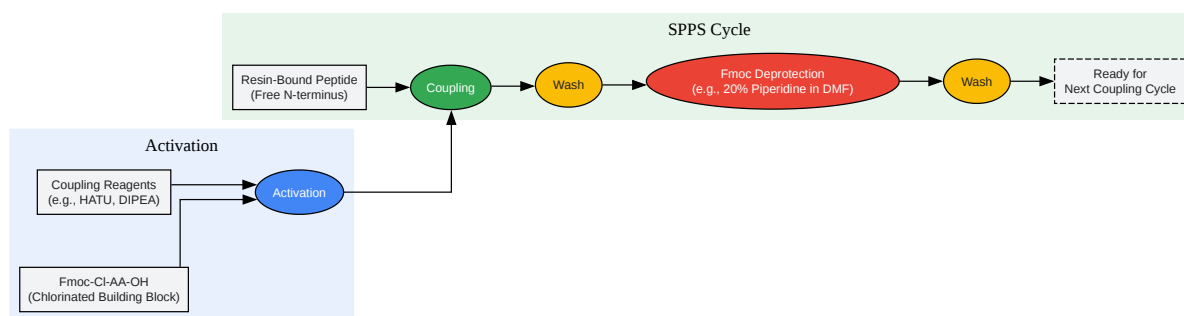 SPPS Cycle
Resin-Bound Peptide
(Free N-terminus)
Coupling
Wash
Fmoc Deprotection
(e.g., 20% Piperidine in DMF)
Wash
Ready for
Next Coupling Cycle
Activation
Coupling Reagents
(e.g., HATU, DIPEA)
Activation
Fmoc-Cl-AA-OH
(Chlorinated Building Block)